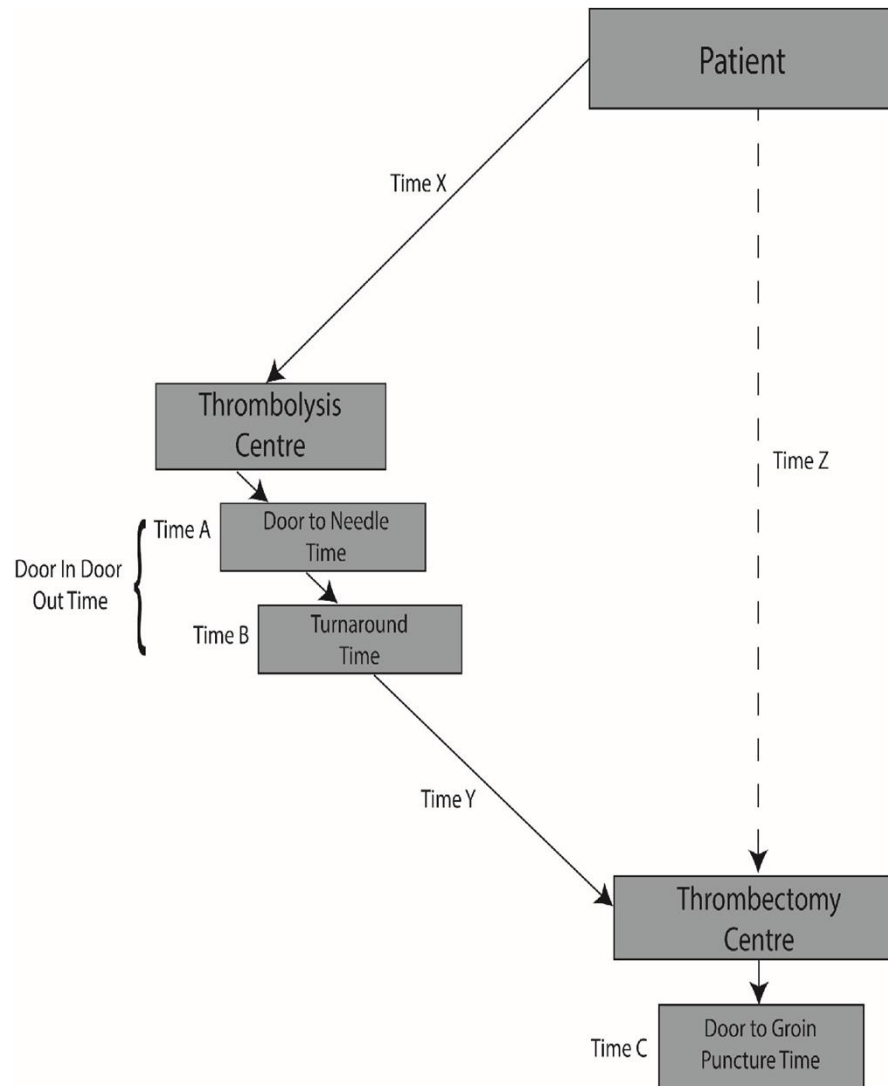 Patient
Time X
Thrombolysis
Centre
Time Z
Time A
Door to Needle
Time
Door In Door
Out Time
Time B
Turnaround
Time
Time Y
Thrombectomy
Centre
Time C
Door to Groin
Puncture Time